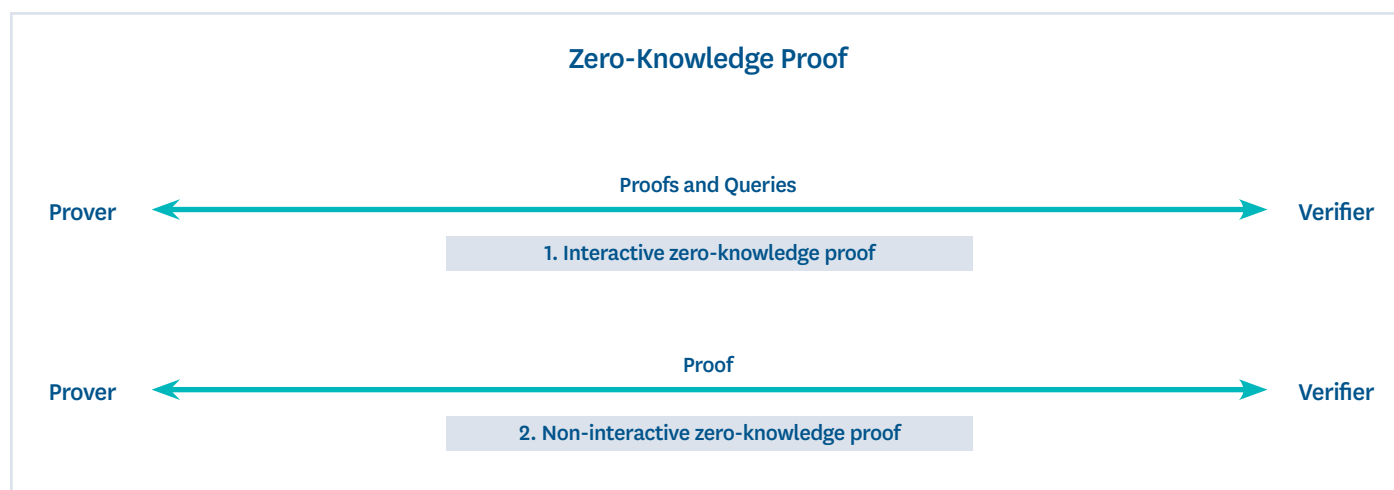 Zero-Knowledge Proof
Proofs and Queries
Prover
Verifier
1. Interactive zero-knowledge proof
Proof
Prover
Verifier
2. Non-interactive zero-knowledge proof